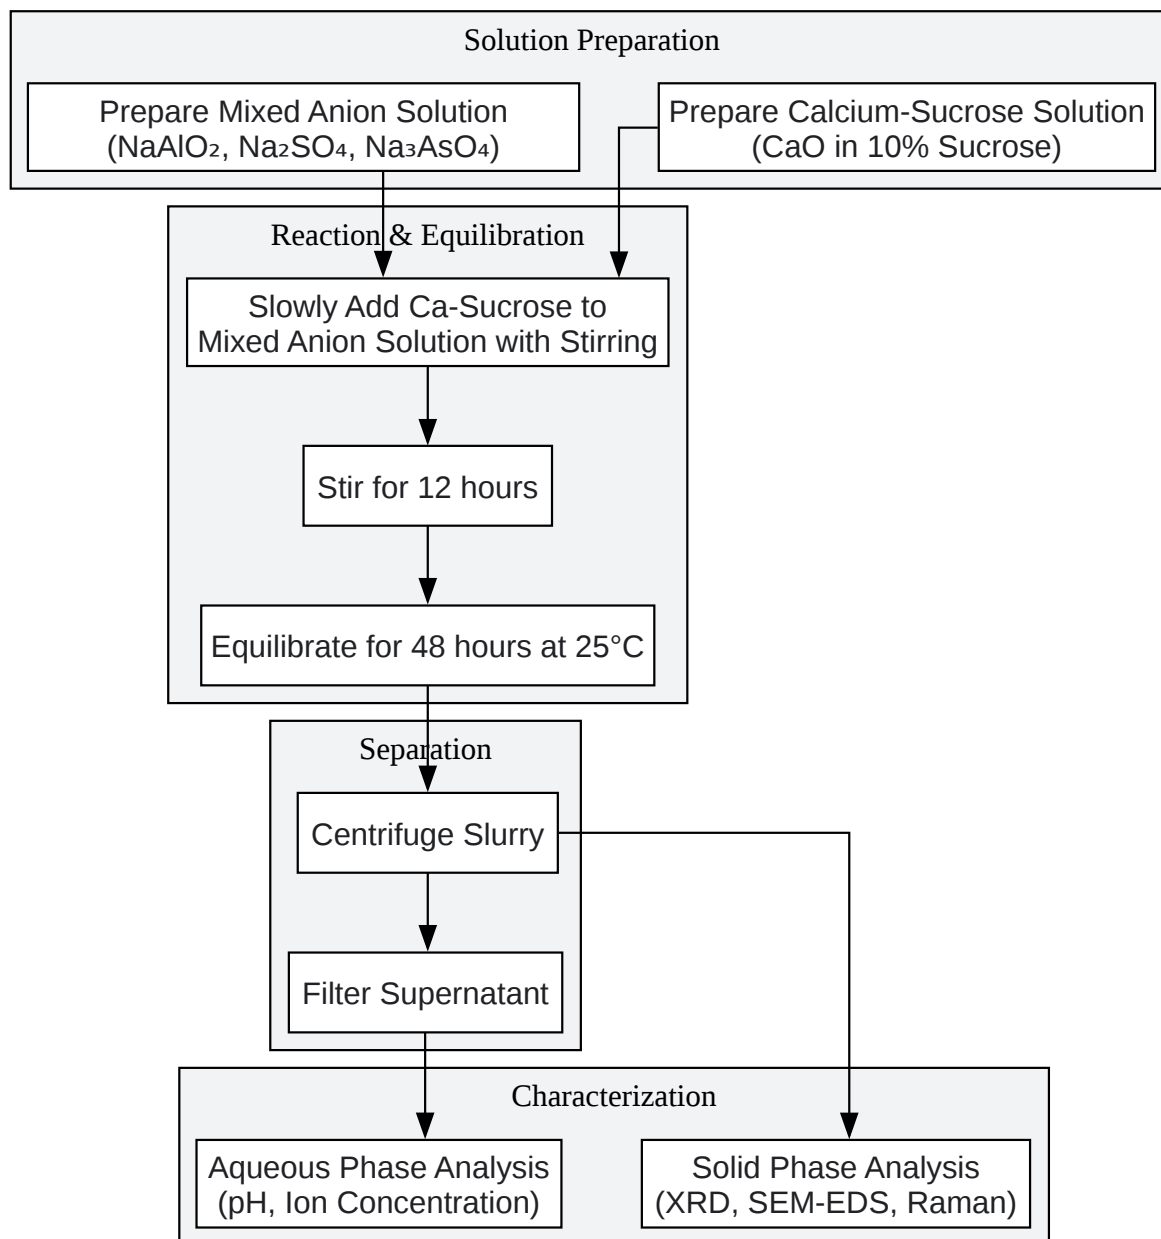 Solution Preparation
Prepare Mixed Anion Solution
(NaAlO₂, Na₂SO₄, Na₃AsO₄)
Prepare Calcium-Sucrose Solution
(CaO in 10% Sucrose)
Reaction & Equilibration
Slowly Add Ca-Sucrose to
Mixed Anion Solution with Stirring
Stir for 12 hours
Equilibrate for 48 hours at 25°C
Separation
Centrifuge Slurry
Filter Supernatant
Characterization
Aqueous Phase Analysis
(pH, Ion Concentration)
Solid Phase Analysis
(XRD, SEM-EDS, Raman)